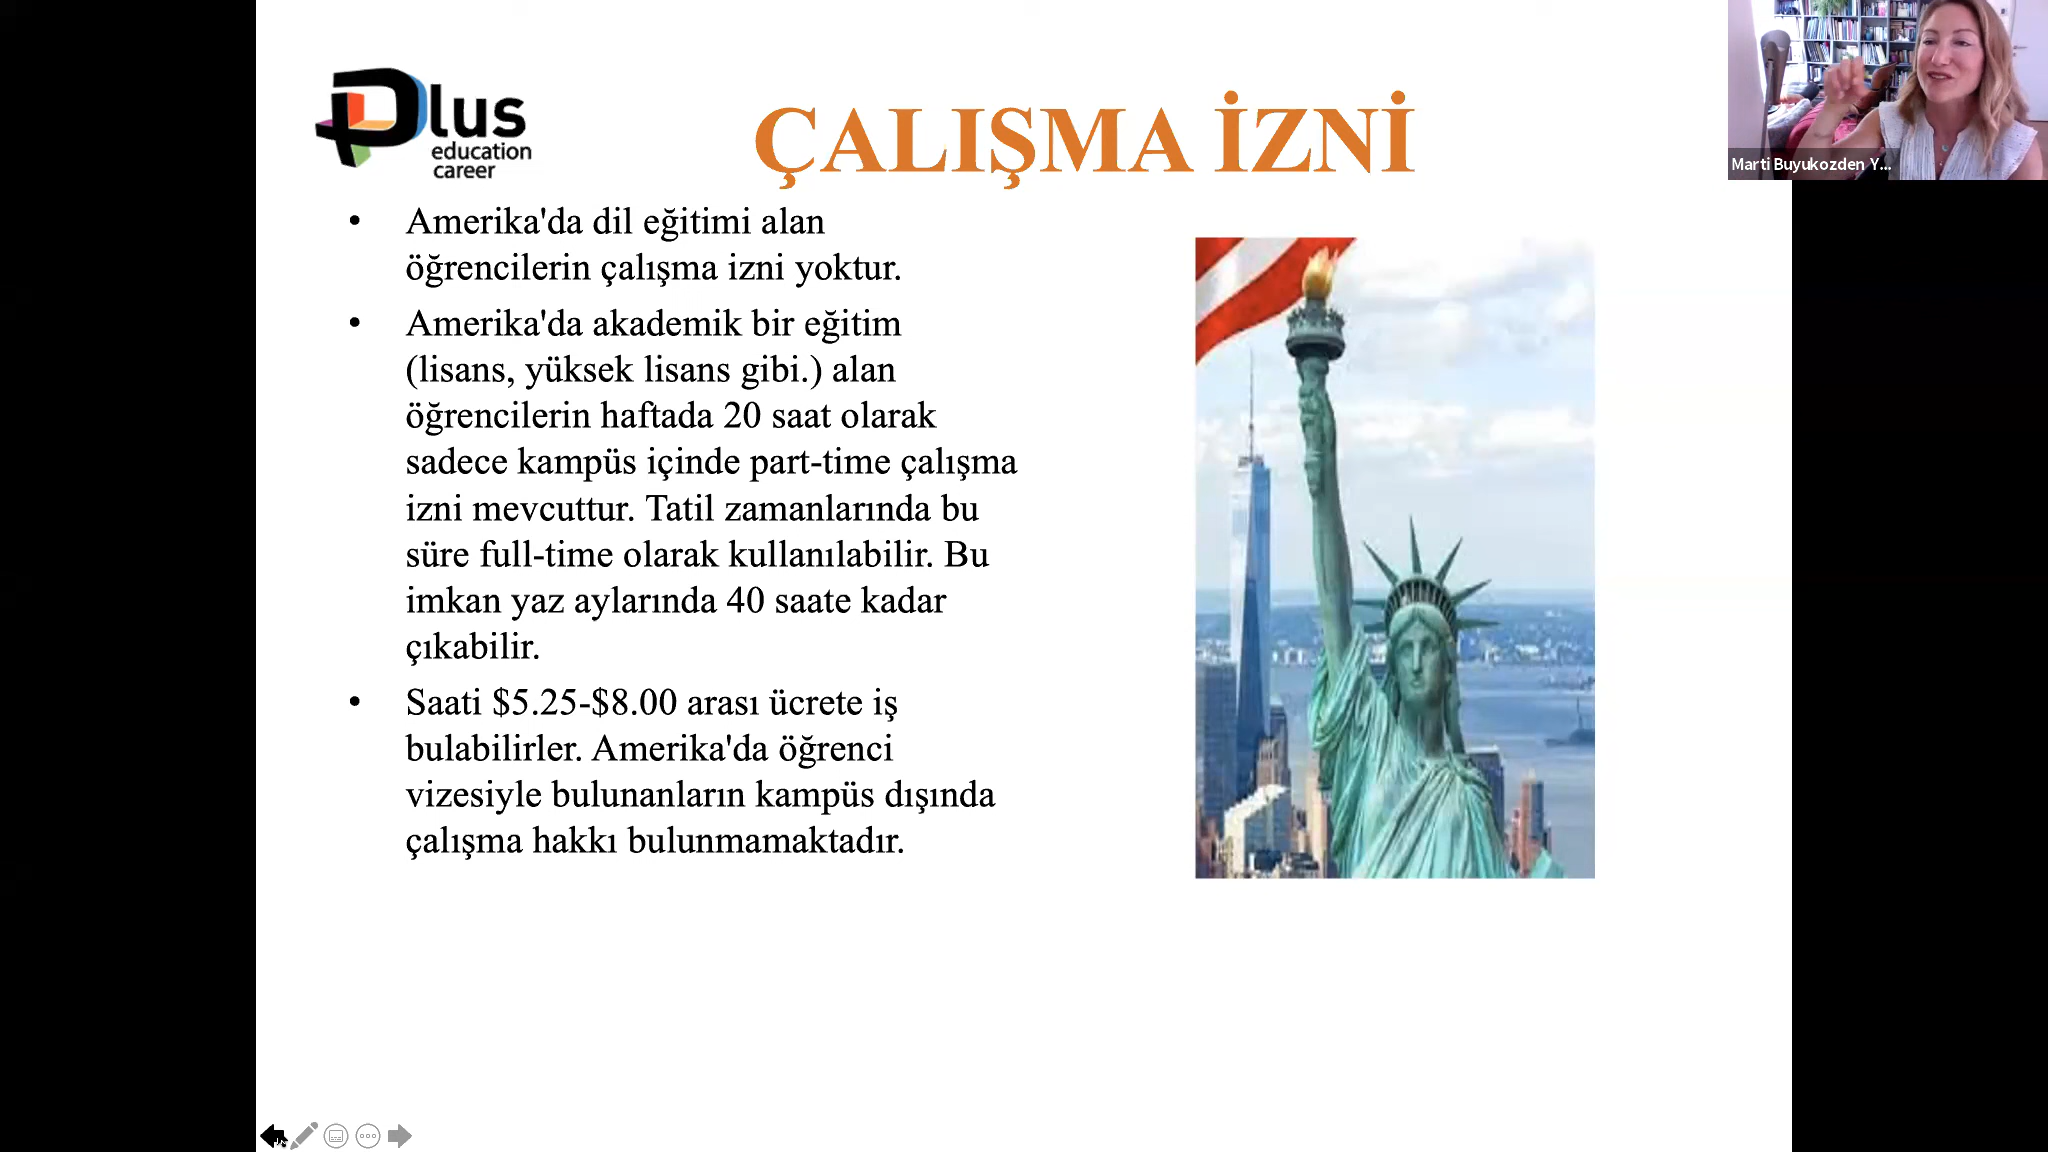 Plus
education
career
ÇALIŞMA İZNİ
Marti Buyukozden Y...
• Amerika'da dil eğitimi alan
öğrencilerin çalışma izni yoktur.
• Amerika'da akademik bir eğitim
(lisans, yüksek lisans gibi.) alan
öğrencilerin haftada 20 saat olarak
sadece kampüs içinde part-time çalışma
izni mevcuttur. Tatil zamanlarında bu
süre full-time olarak kullanılabilir. Bu
imkan yaz aylarında 40 saate kadar
çıkabilir.
• Saati $5.25-$8.00 arası ücrete iş
bulabilirler. Amerika'da öğrenci
vizesiyle bulunanların kampüs dışında
çalışma hakkı bulunmamaktadır.